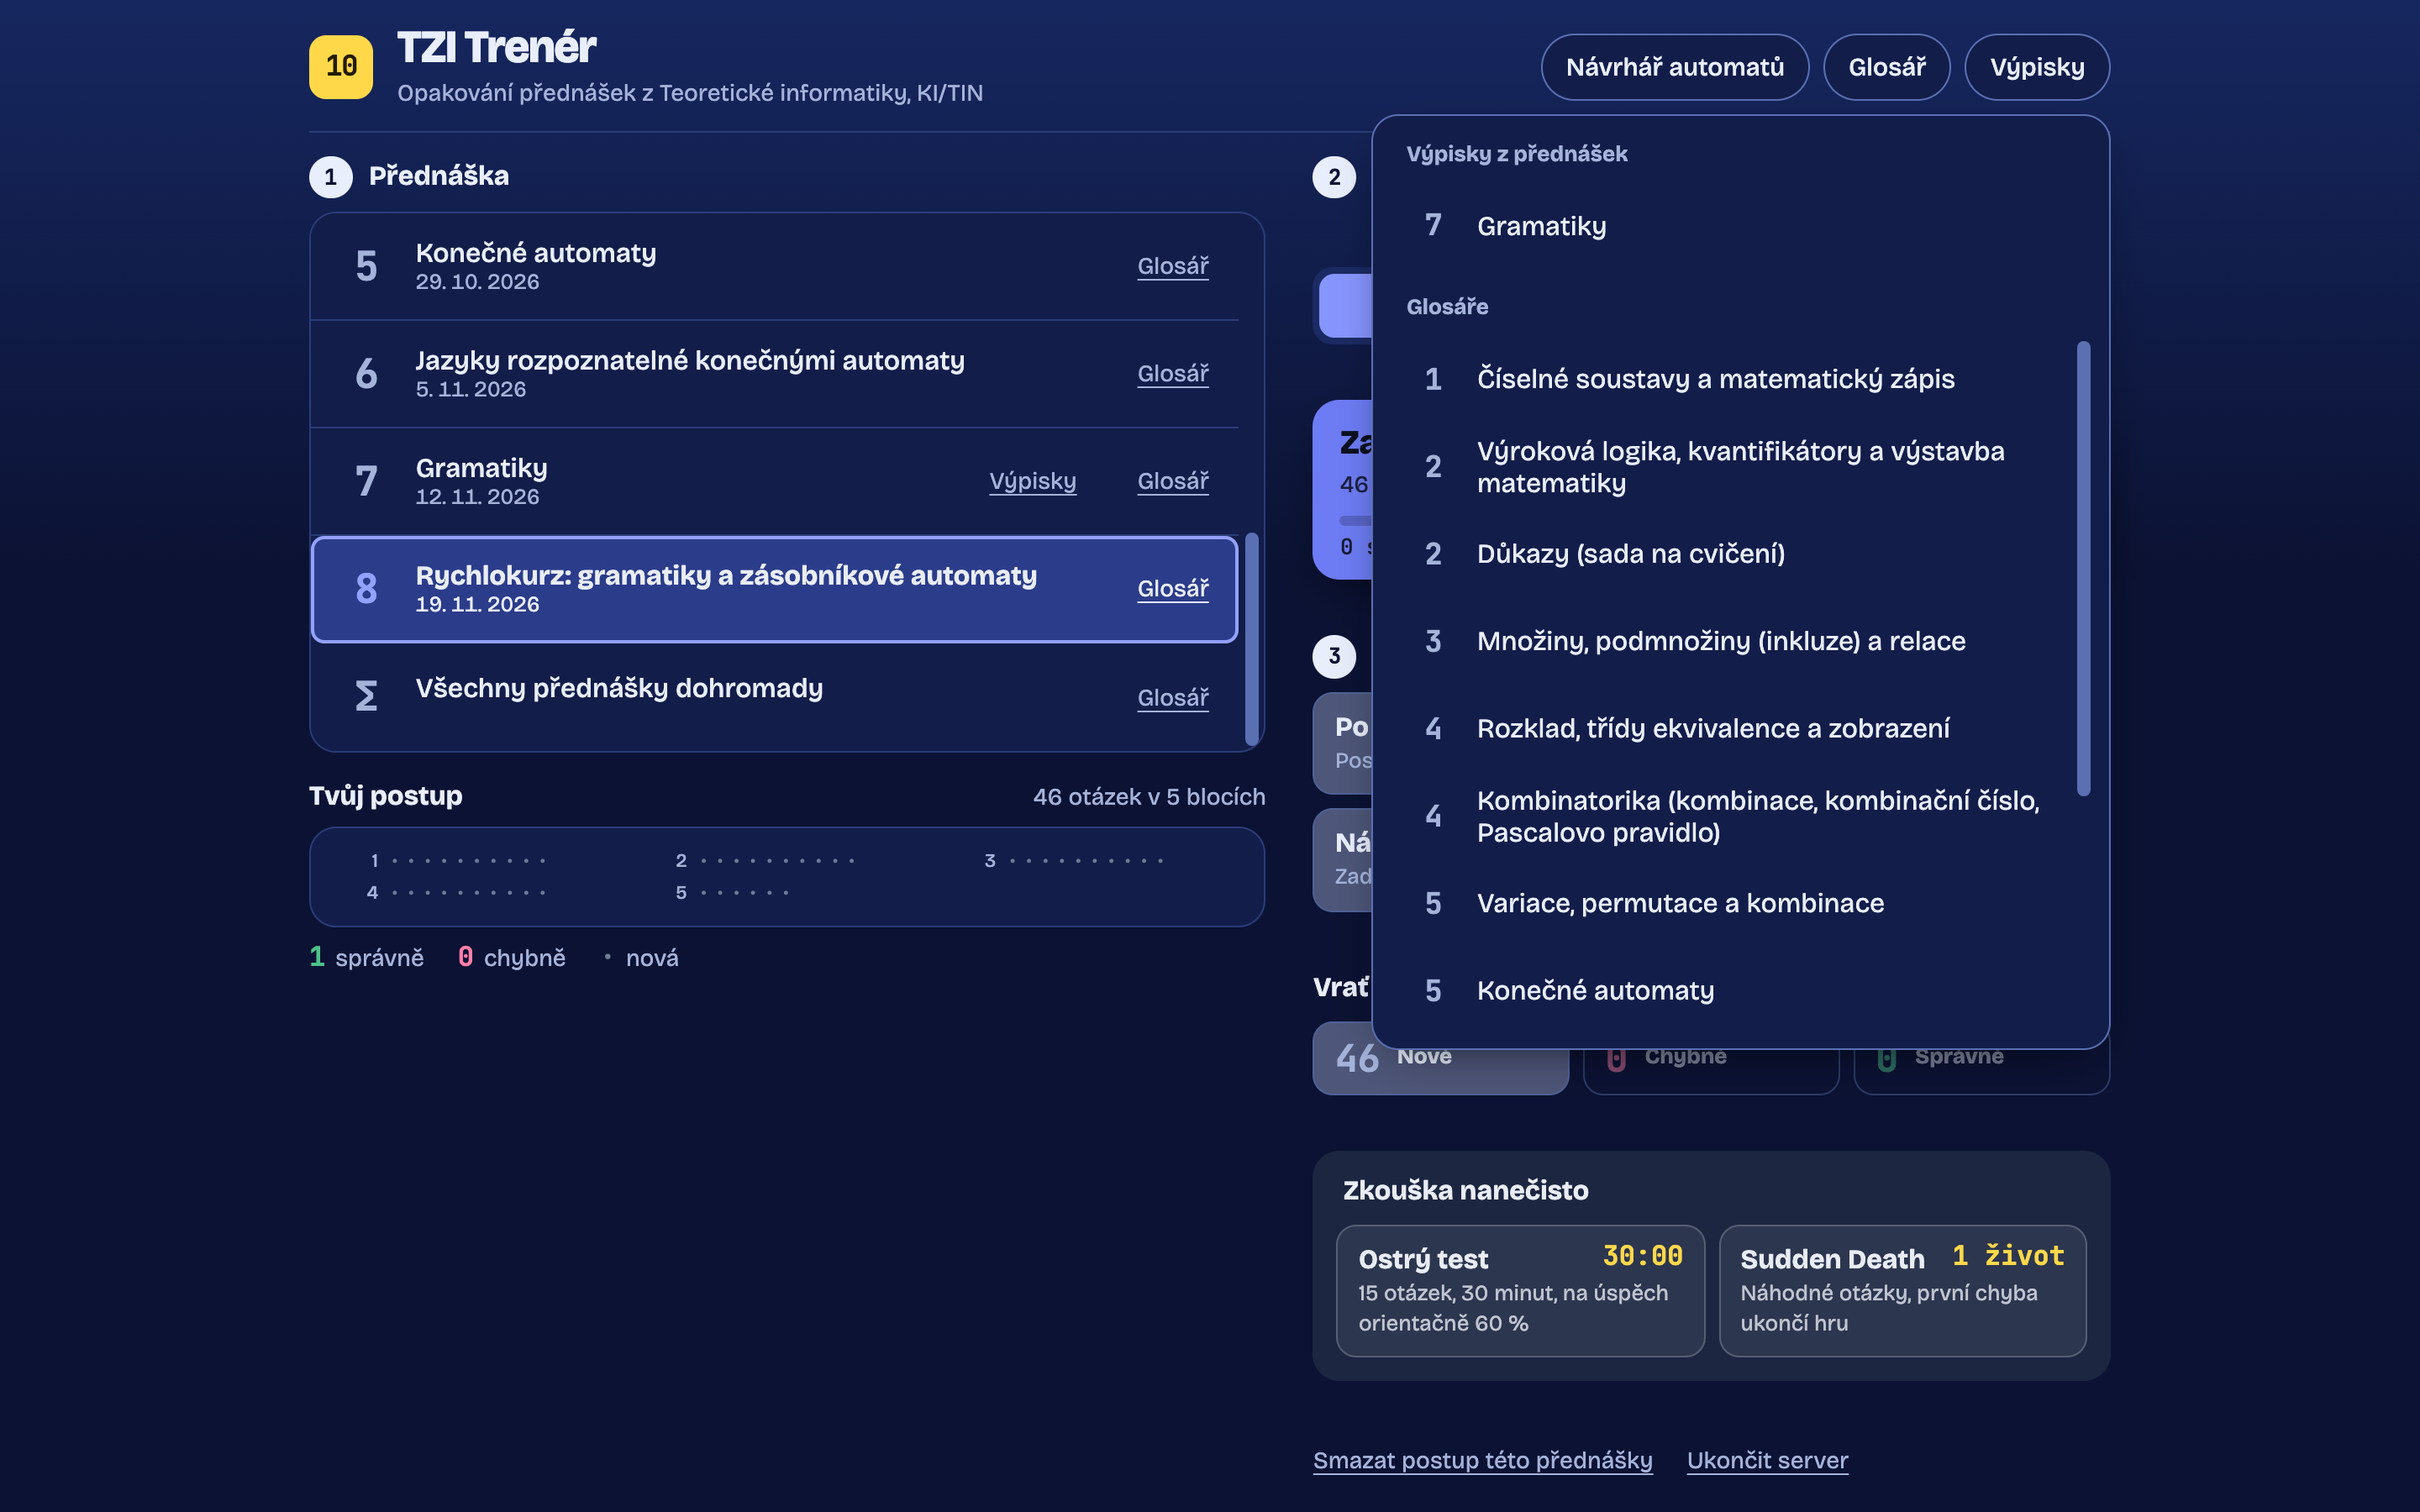 10
TZI Trenér
Opakování přednášek z Teoretické informatiky, KI/TIN
Návrhář automatů
Glosář
Výpisky
1 Přednáška
5 Konečné automaty
29. 10. 2026
Glosář
6 Jazyky rozpoznatelné konečnými automaty
5. 11. 2026
Glosář
7 Gramatiky
12. 11. 2026
Výpisky
Glosář
8 Rychlokurz: gramatiky a zásobníkové automaty
19. 11. 2026
Glosář
Σ Všechny přednášky dohromady
Glosář
Tvůj postup
46 otázek v 5 blocích
1
2
3
4
5
1 správně
0 chybně
nová
2
46
0
3
Vrať
Výpisky z přednášek
7 Gramatiky
Glosáře
1 Číselné soustavy a matematický zápis
2 Výroková logika, kvantifikátory a výstavba
matematiky
2 Důkazy (sada na cvičení)
3 Množiny, podmnožiny (inkluze) a relace
4 Rozklad, třídy ekvivalence a zobrazení
4 Kombinatorika (kombinace, kombinační číslo,
Pascalovo pravidlo)
5 Variace, permutace a kombinace
5 Konečné automaty
46 Nové
0 Chybné
0 Správné
Zkouška nanečisto
Ostrý test
30:00
15 otázek, 30 minut, na úspěch
orientačně 60 %
Sudden Death
1 život
Náhodné otázky, první chyba
ukončí hru
Smazat postup této přednášky
Ukončit server